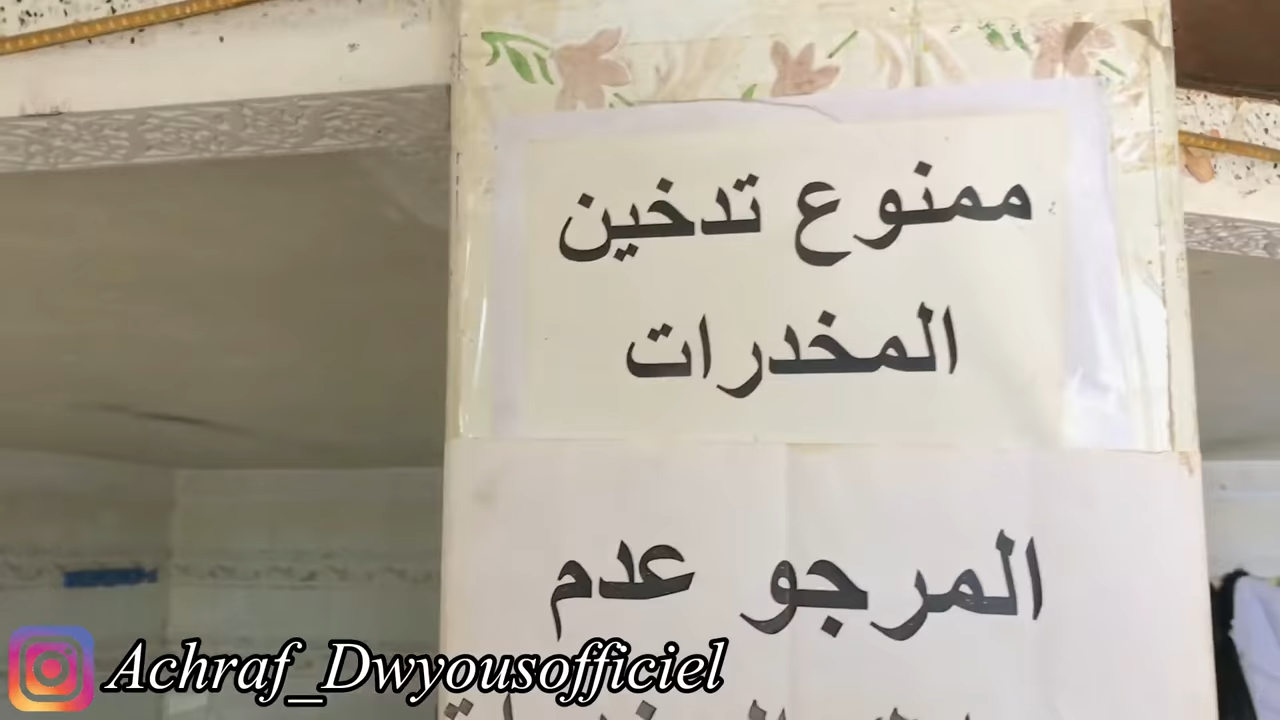 ممنوع تدخين
المخدرات
المرجو عدم
Achraf_Dwyousofficiel